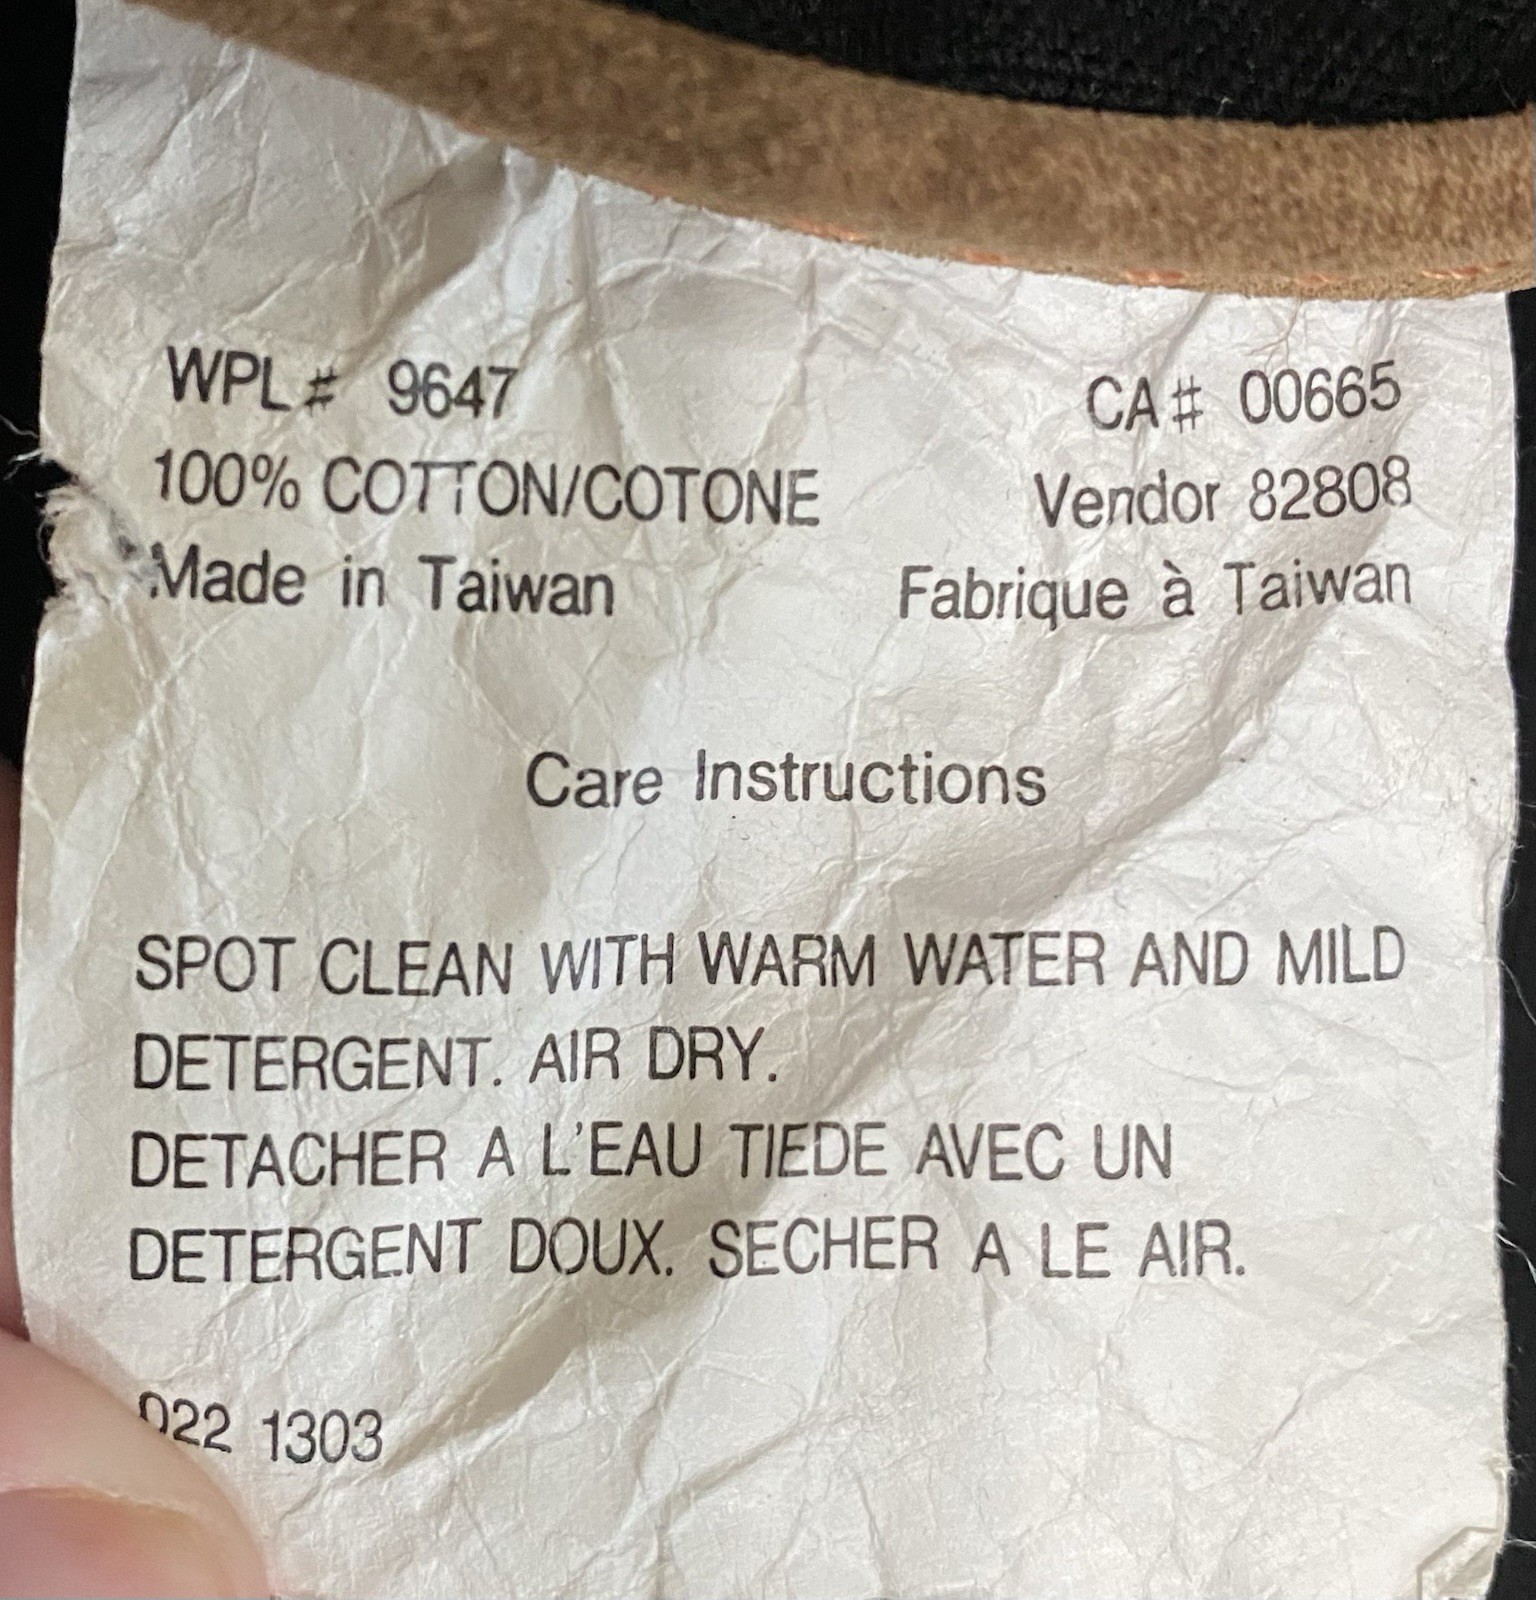 WPL# 9647 CA# 00665
100% COTTON/COTONE Vendor 82808
Made in Taiwan Fabrique à Taiwan
Care Instructions
SPOT CLEAN WITH WARM WATER AND MILD
DETERGENT. AIR DRY.
DETACHER A L'EAU TIEDE AVEC UN
DETERGENT DOUX. SECHER A LE AIR.
022 1303